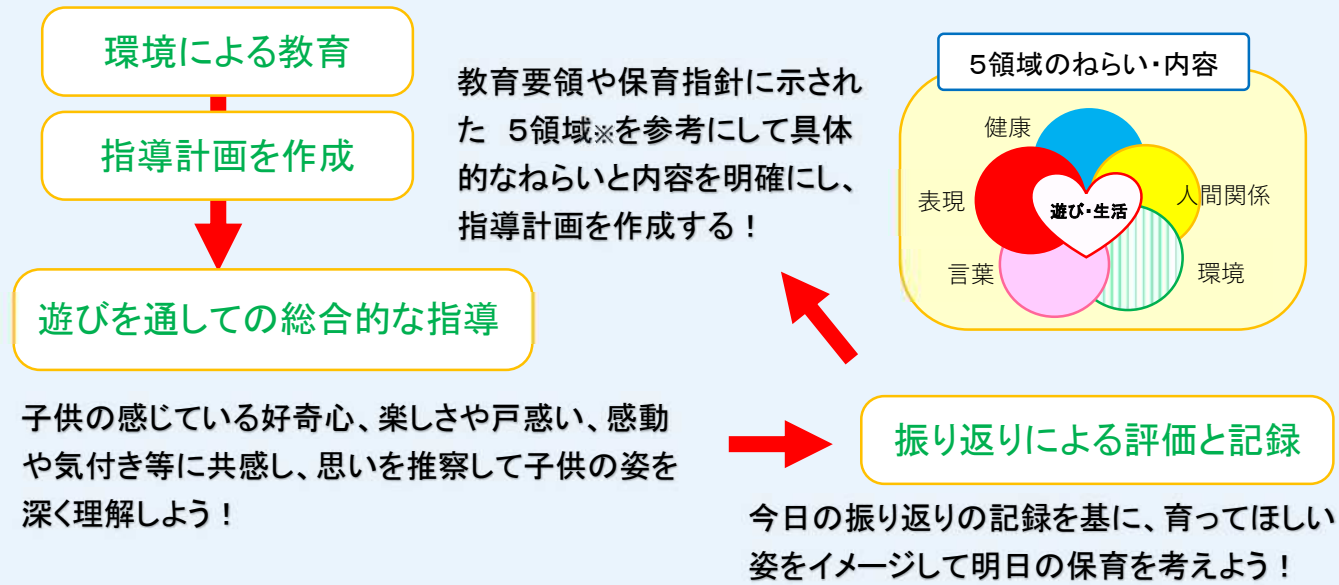 環境による教育
指導計画を作成
遊びを通しての総合的な指導
子供の感じている好奇心、楽しさや戸惑い、感動
や気付き等に共感し、思いを推察して子供の姿を
深く理解しよう！
教育要領や保育指針に示され
た　５領域※を参考にして具体
的なねらいと内容を明確にし、
指導計画を作成する！
５領域のねらい・内容
健康
表現
人間関係
遊び・生活
言葉
環境
振り返りによる評価と記録
今日の振り返りの記録を基に、育ってほしい
姿をイメージして明日の保育を考えよう！